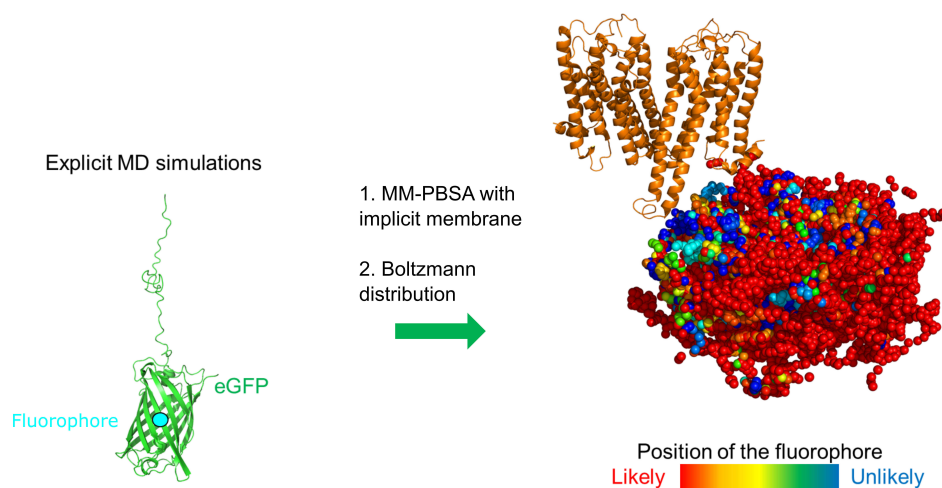 Explicit MD simulations
eGFP
Fluorophore
1. MM-PBSA with
implicit membrane
2. Boltzmann
distribution
Position of the fluorophore
Likely
Unlikely